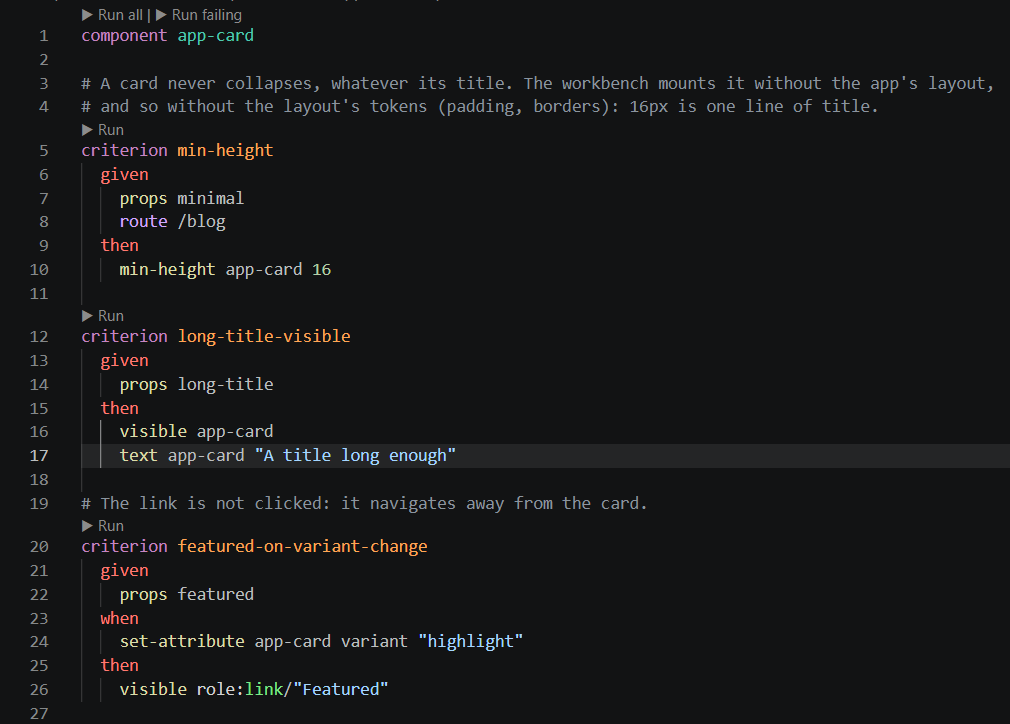 ▶ Run all | ▶ Run failing
1 component app-card
2
3 # A card never collapses, whatever its title. The workbench mounts it without the app's layout,
4 # and so without the layout's tokens (padding, borders): 16px is one line of title.
▶ Run
5 criterion min-height
6 given
7 props minimal
8 route /blog
9 then
10 min-height app-card 16
11
▶ Run
12 criterion long-title-visible
13 given
14 props long-title
15 then
16 visible app-card
17 text app-card "A title long enough"
18
19 # The link is not clicked: it navigates away from the card.
▶ Run
20 criterion featured-on-variant-change
21 given
22 props featured
23 when
24 set-attribute app-card variant "highlight"
25 then
26 visible role:link/"Featured"
27